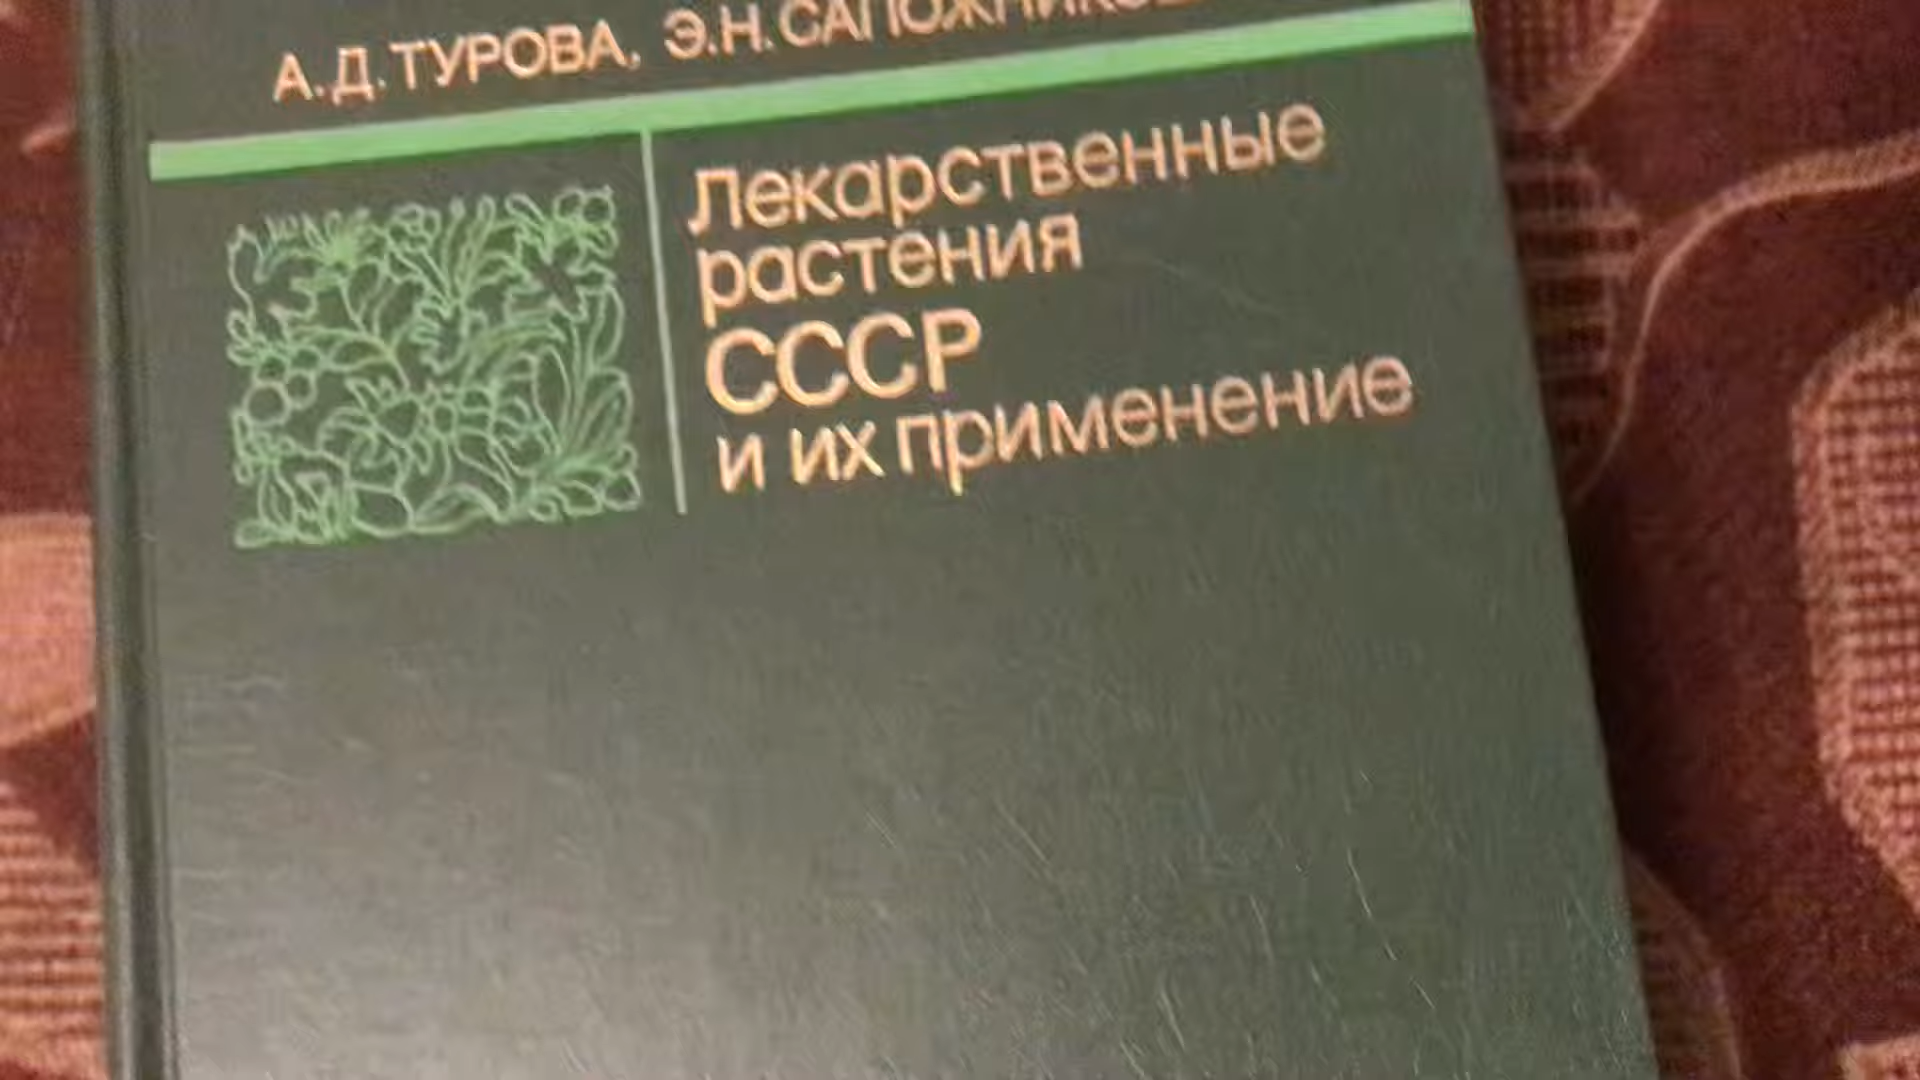 А.Д.ТУРОВА, Э.Н.
Лекарственные
растения
СССР
и их применение